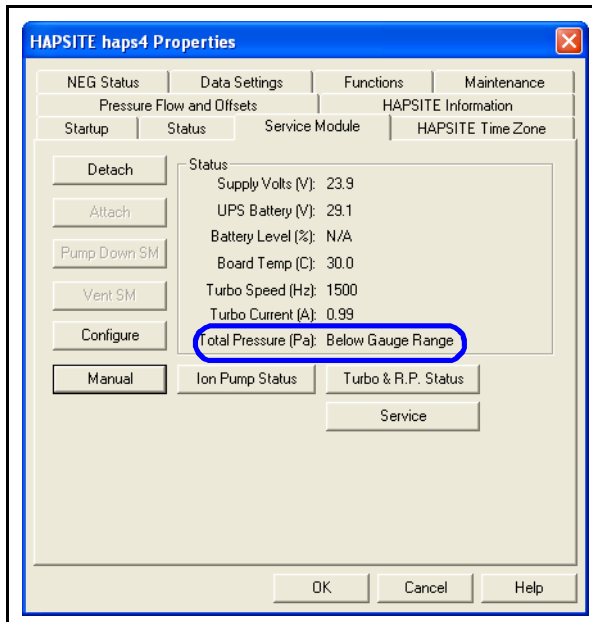 HAPSITE haps4 Properties
NEG Status Data Settings Functions Maintenance
Pressure Flow and Offsets HAPSITE Information
Startup Status Service Module HAPSITE Time Zone
Detach
Attach
Pump Down SM
Vent SM
Configure
Manual
Status
Supply Volts (V): 23.9
UPS Battery (V): 29.1
Battery Level (%): N/A
Board Temp (C): 30.0
Turbo Speed (Hz): 1500
Turbo Current (A): 0.99
Total Pressure (Pa): Below Gauge Range
Ion Pump Status Turbo & R.P. Status
Service
OK Cancel Help